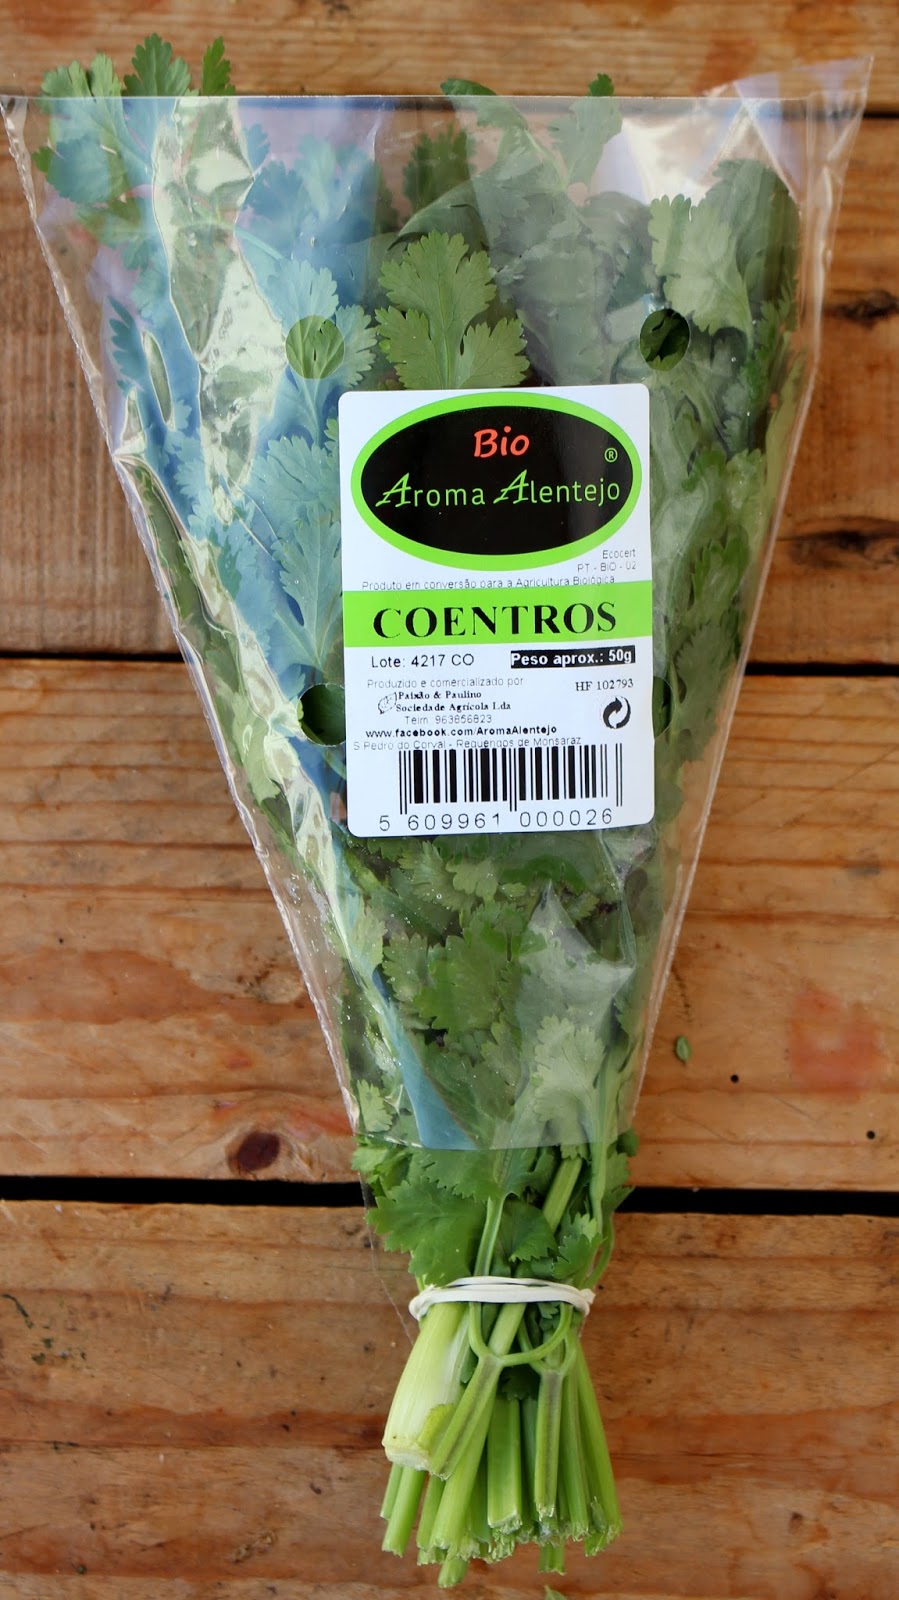 Bio
®
Aroma Alentejo
Ecocert
PT - BIO - 02
Produto em conversão para a Agricultura Biológica
COENTROS
Lote: 4217 CO Peso aprox.: 50g
Produzido e comercializado por
HF 102793
Paixão & Paulino
Sociedade Agrícola Lda
Telm. 963856823
www.facebook.com/AromaAlentejo
S Pedro do Corval - Reguengos de Monsaraz
5 609961 000026